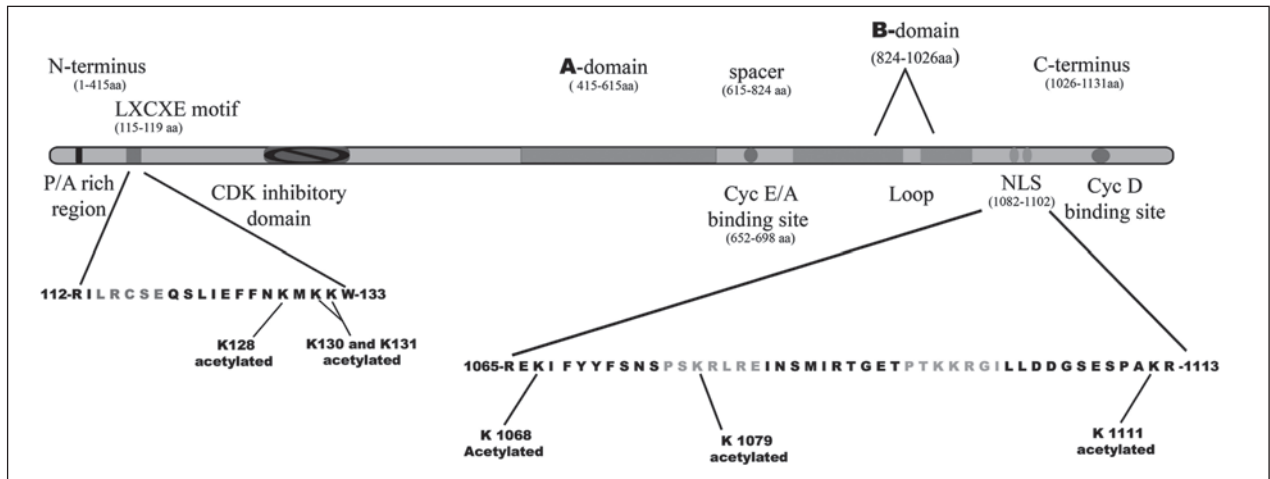 N-terminus
(1-415aa)
LXCXE motif
(115-119 aa)
A-domain
( 415-615aa)
spacer
(615-824 aa)
B-domain
(824-1026aa)
C-terminus
(1026-1131aa)
P/A rich
region
CDK inhibitory
domain
Cyc E/A
binding site
(652-698 aa)
Loop
NLS
(1082-1102)
Cyc D
binding site
112-RILRCSEQSLIEFFNKMKKW-133
K128
acetylated
K130 and K131
acetylated
1065-REKIFYYFSNSPSKRLREINSMIRTGETPTKKRGILLDDGSESPAKR-1113
K 1068
Acetylated
K 1079
acetylated
K 1111
acetylated